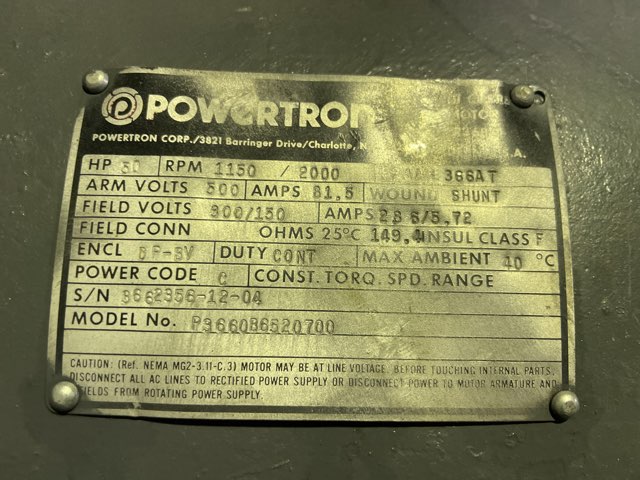 POWERTRON
POWERTRON CORP./3821 Barringer Drive/Charlotte, N
HP 50 RPM 1150 / 2000 366AT
ARM VOLTS 500 AMPS 81.5 WOUND SHUNT
FIELD VOLTS 300/150 AMPS 2.86/5.72
FIELD CONN OHMS 25°C 149.4 INSUL CLASS F
ENCL DP-BV DUTY CONT MAX AMBIENT 40 °C
POWER CODE C CONST. TORQ. SPD. RANGE
S/N 3662356-12-04
MODEL No. P3660B6520700
CAUTION: (Ref. NEMA MG2-3.11-C.3) MOTOR MAY BE AT LINE VOLTAGE. BEFORE TOUCHING INTERNAL PARTS,
DISCONNECT ALL AC LINES TO RECTIFIED POWER SUPPLY OR DISCONNECT POWER TO MOTOR ARMATURE AND
FIELDS FROM ROTATING POWER SUPPLY.